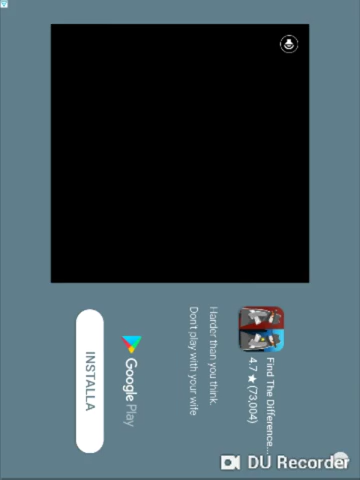 Find The Difference...
4.7 ★ (73,004)
Harder than you think.
Don't play with your wife
Google Play
INSTALLA
DU Recorder